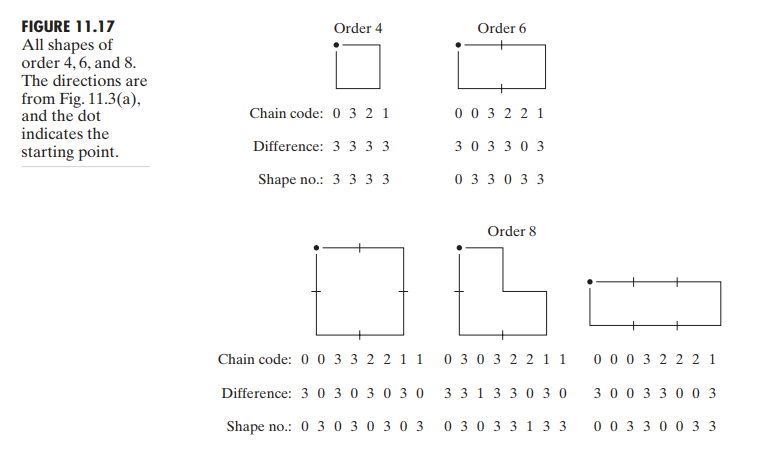 FIGURE 11.17
All shapes of
order 4, 6, and 8.
The directions are
from Fig. 11.3(a),
and the dot
indicates the
starting point.
Order 4
Order 6
Chain code: 0 3 2 1
0 0 3 2 2 1
Difference: 3 3 3 3
3 0 3 3 0 3
Shape no.: 3 3 3 3
0 3 3 0 3 3
Order 8
Chain code: 0 0 3 3 2 2 1 1
0 3 0 3 2 2 1 1
0 0 0 3 2 2 2 1
Difference: 3 0 3 0 3 0 3 0
3 3 1 3 3 0 3 0
3 0 0 3 3 0 0 3
Shape no.: 0 3 0 3 0 3 0 3
0 3 0 3 3 1 3 3
0 0 3 3 0 0 3 3